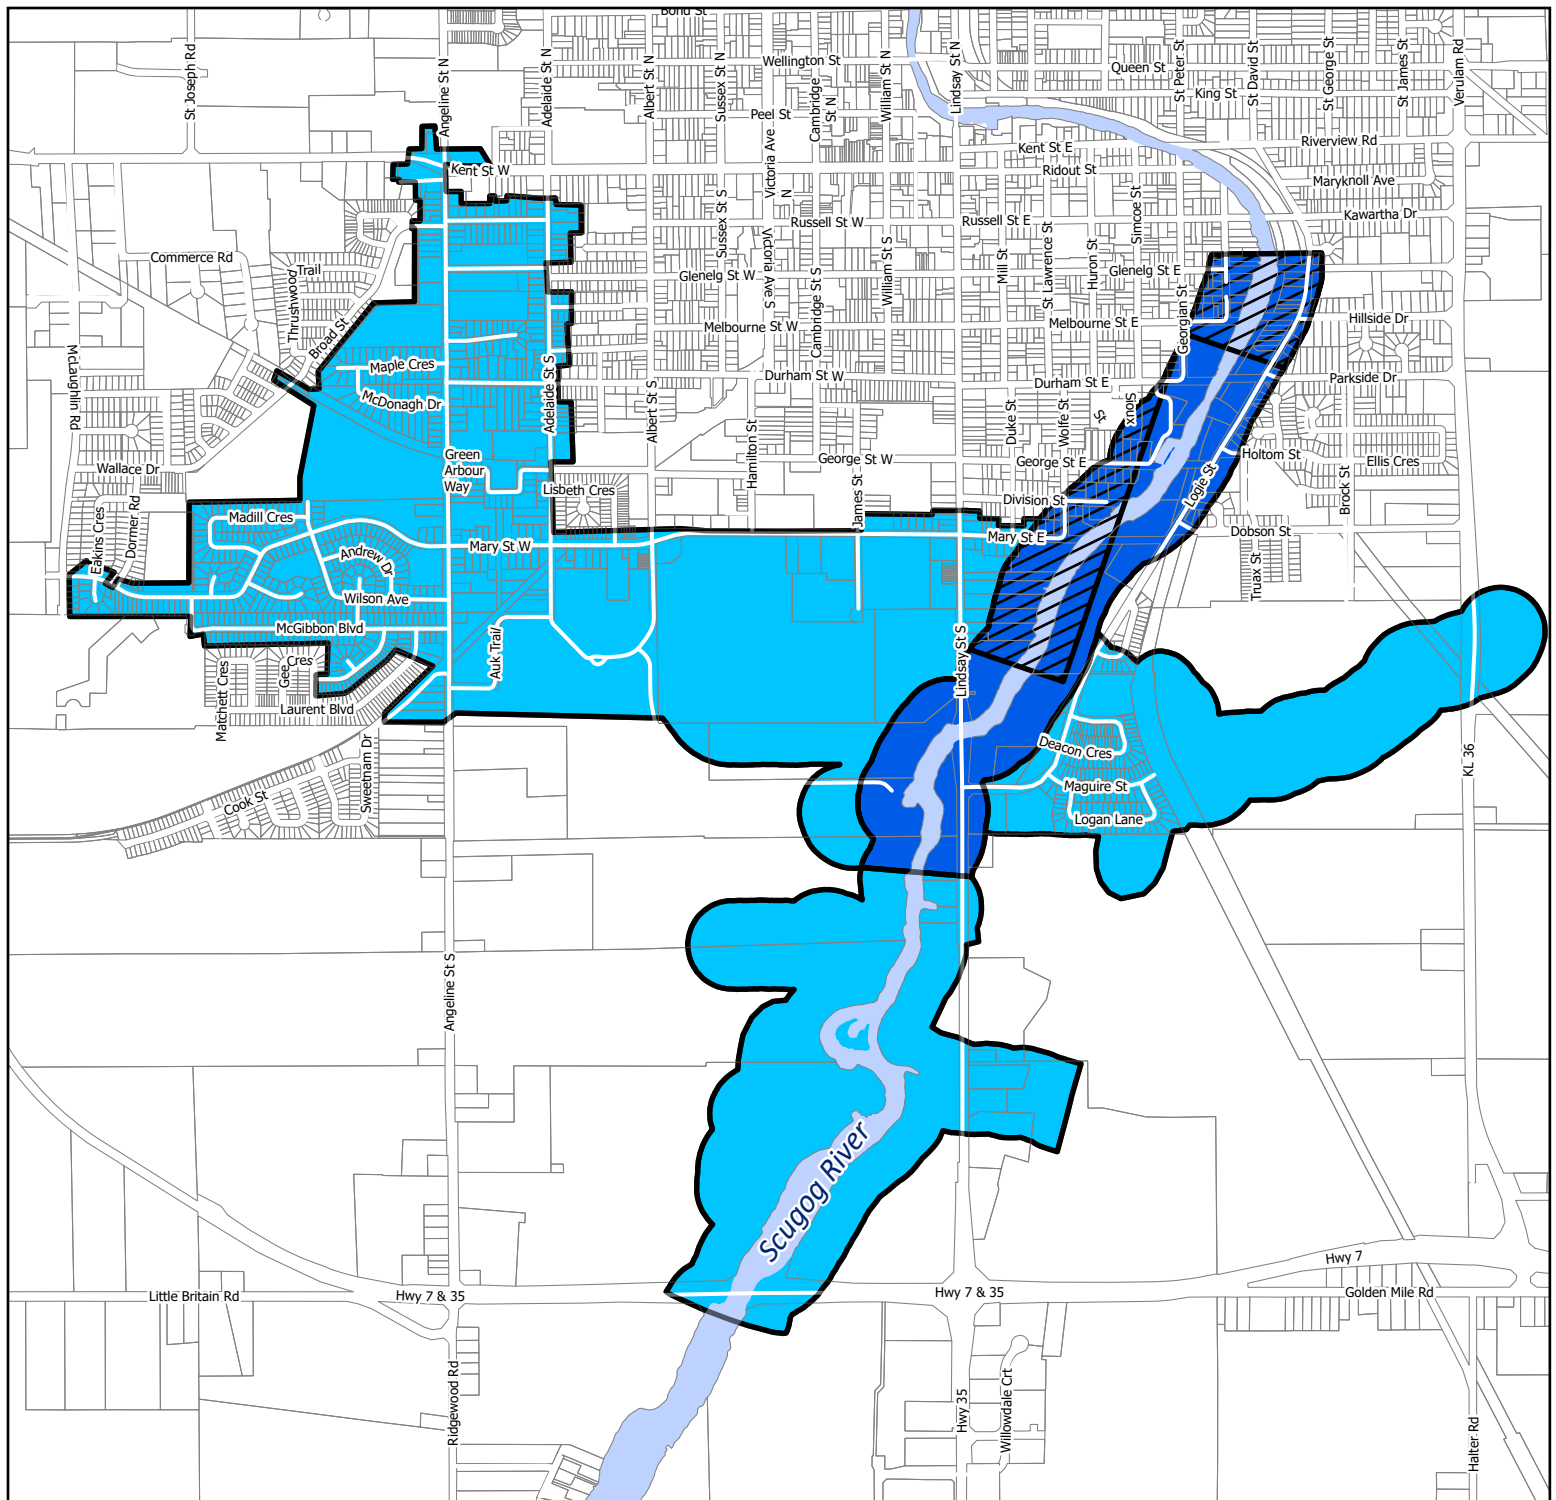 Bond St
Wellington St
Queen St
King St
Peel St
St Joseph Rd
Angeline St N
Adelaide St N
Albert St N
Sussex St N
Cambridge
St N
William St N
Lindsay St N
St Peter St
St David St
St George St
St James St
Verulam Rd
Riverview Rd
Kent St E
Kent St W
Ridout St
Maryknoll Ave
Kawartha Dr
Victoria Ave
N
Russell St W
Russell St E
Simcoe St
Sussex St S
Victoria Ave S
Cambridge St S
William St S
Mill St
St Lawrence St
Huron St
Commerce Rd
Thrushwood
Trail
Broad St
Glenelg St W
Glenelg St E
Georgian St
Melbourne St W
Melbourne St E
Hillside Dr
McLaughlin Rd
Maple Cres
McDonagh Dr
Adelaide St S
Albert St S
Durham St W
Durham St E
Parkside Dr
Duke St
Wolfe St
St
Sioux
Green
Arbour
Way
Hamilton St
George St W
George St E
James St
Holtom St
Ellis Cres
Brock St
Logie St
Wallace Dr
Dormer Rd
Eakins Cres
Lisbeth Cres
Division St
Madill Cres
Mary St W
Mary St E
Dobson St
Truax St
Andrew Dr
Wilson Ave
McGibbon Blvd
Auk Trail
Lindsay St S
Matchett Cres
Gee
Cres
Laurent Blvd
Sweetnam Dr
Cook St
Deacon Cres
Maguire St
Logan Lane
KL 36
Angeline St S
Scugog River
Little Britain Rd
Hwy 7 & 35
Hwy 7 & 35
Hwy 7
Golden Mile Rd
Ridgewood Rd
Hwy 35
Willowdale Crt
Halter Rd